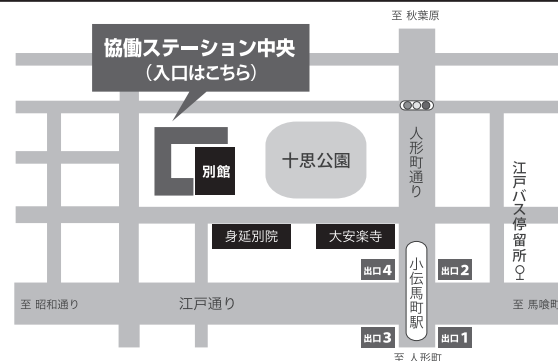 至 秋葉原
協働ステーション中央
（入口はこちら）
人形町通り
別館
十思公園
江戸バス停留所
身延別院
大安楽寺
出口4
出口2
小伝馬町駅
至 昭和通り
江戸通り
至 馬喰町
出口3
出口1
至 人形町